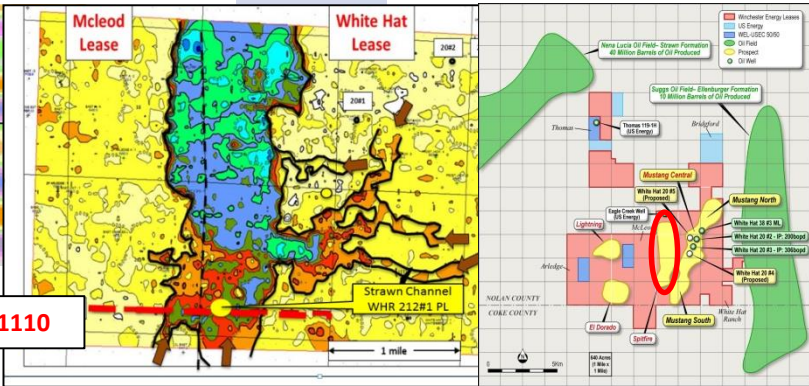 Mcleod
Lease
White Hat
Lease
20#2
20#1
Strawn Channel
WHR 212#1 PL
1110
1 mile
Winchester Energy Leases
US Energy
WEL-USEC 50/50
Oil Field
Prospect
Oil Well
Nena Lucia Oil Field- Strawn Formation
40 Million Barrels of Oil Produced
Suggs Oil Field- Ellenburger Formation
10 Million Barrels of Oil Produced
Thomas
Thomas 119-1H
(US Energy)
Bridgford
Mustang Central
White Hat 20 #5
(Proposed)
Mustang North
Eagle Creek Well
(US Energy)
White Hat 38 #3 ML
Lightning
McLeod
White Hat 20 #2 - IP: 200bopd
White Hat 20 #3 - IP: 306bopd
Arledge
White Hat 20 #4
(Proposed)
NOLAN COUNTY
COKE COUNTY
White Hat
Ranch
El Dorado
Spitfire
Mustang South
0
5Km
640 Acres
(1 Mile x
1 Mile)